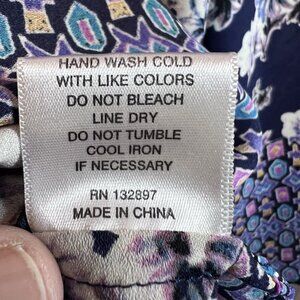 HAND WASH COLD
WITH LIKE COLORS
DO NOT BLEACH
LINE DRY
DO NOT TUMBLE
COOL IRON
IF NECESSARY
RN 132897
MADE IN CHINA